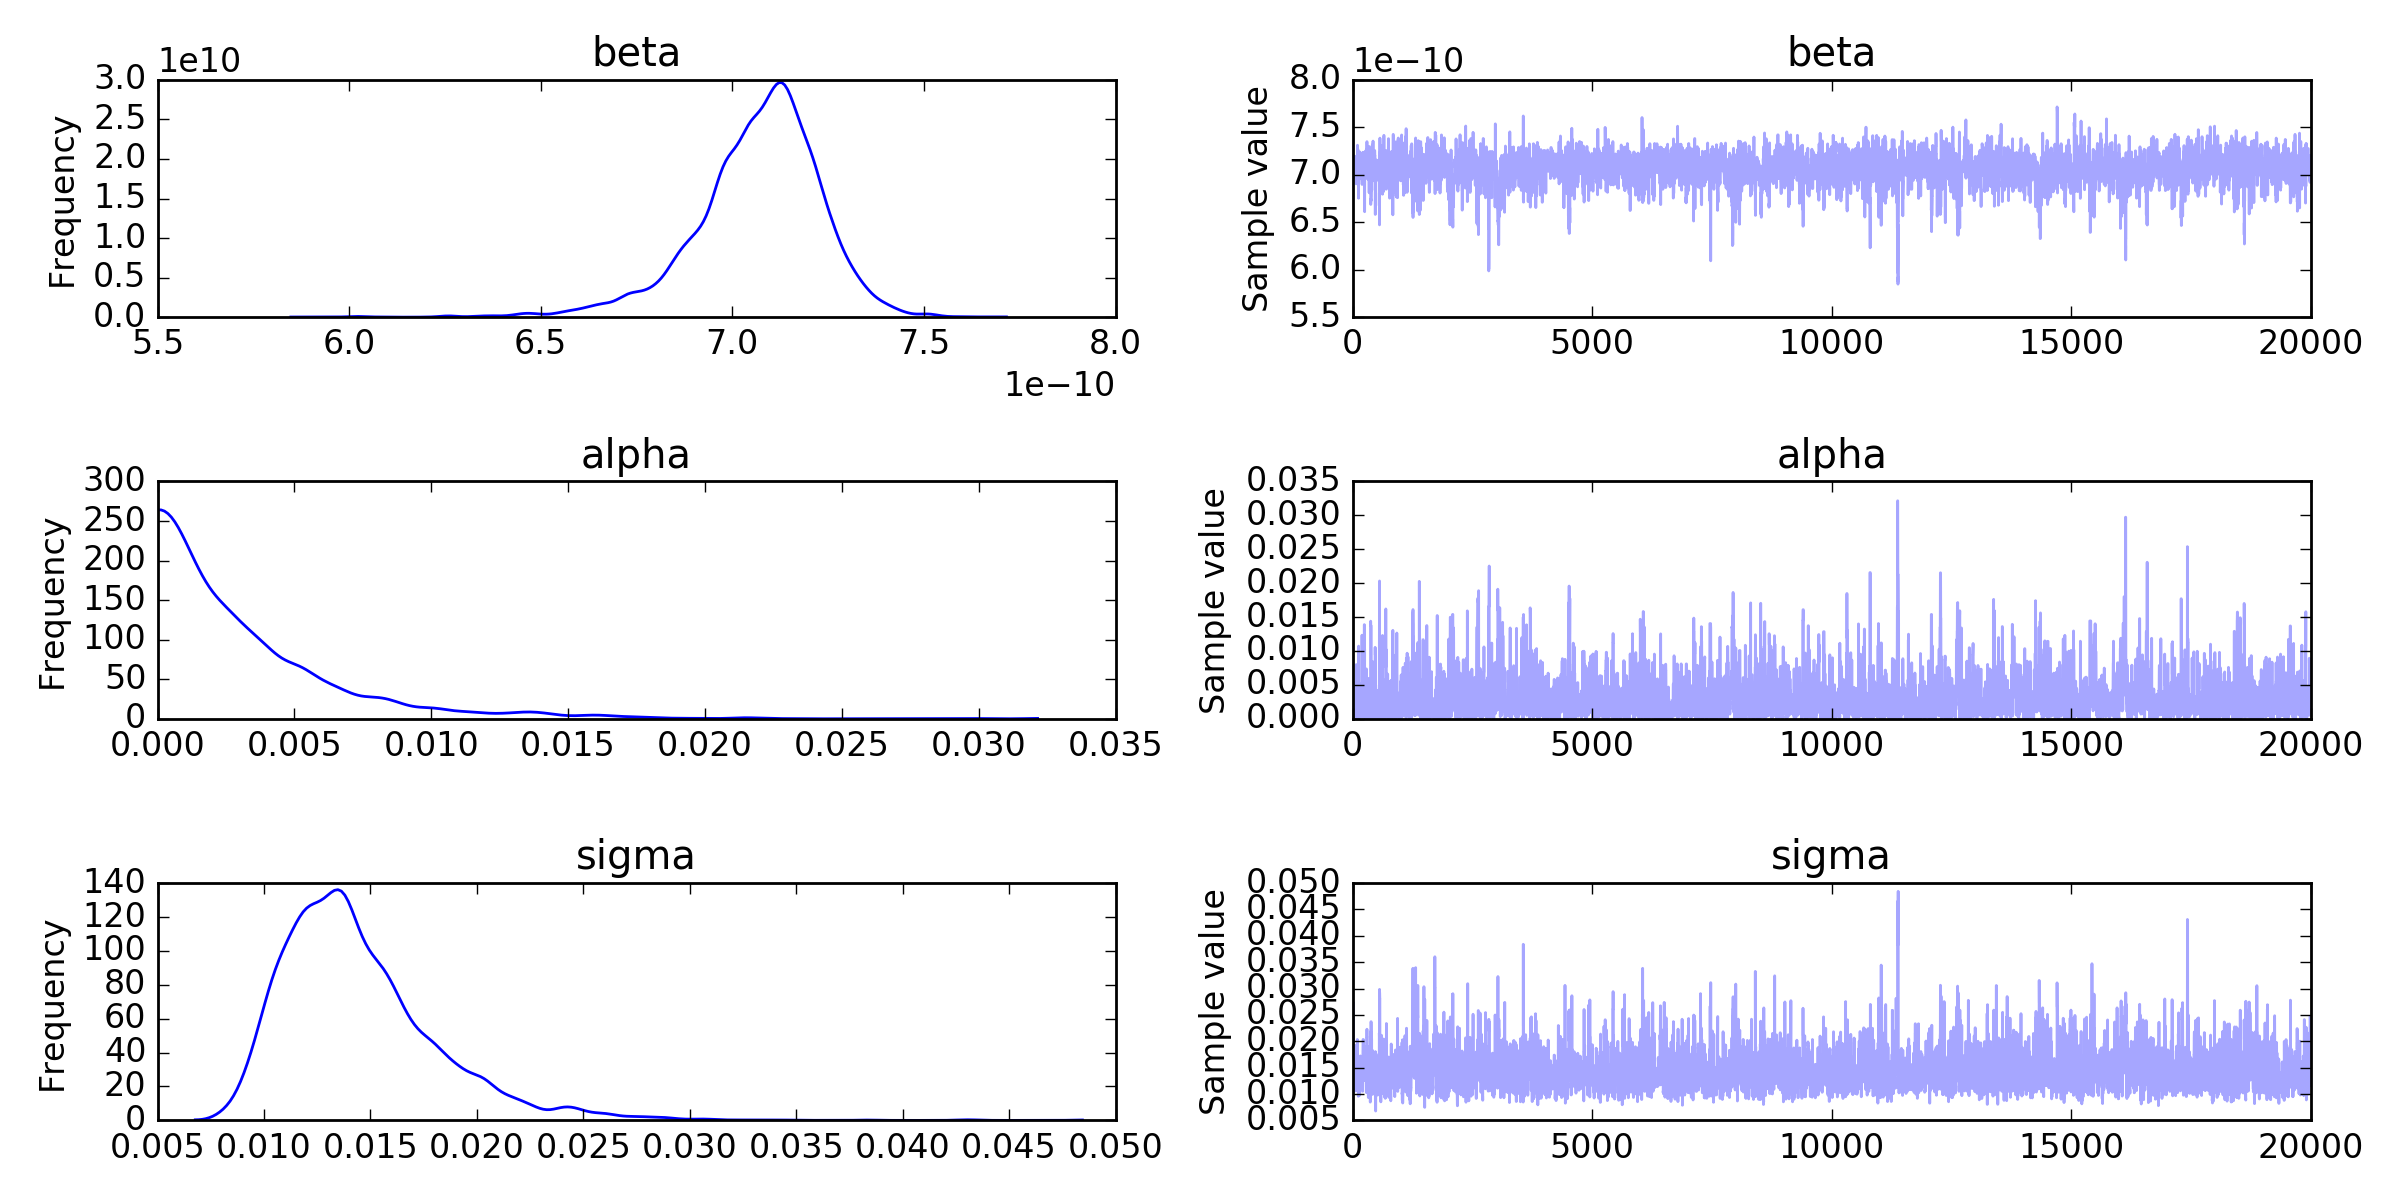 beta
1e10
3.0
2.5
2.0
1.5
1.0
0.5
0.0
Frequency
5.5 6.0 6.5 7.0 7.5 8.0
1e−10
beta
1e−10
8.0
7.5
7.0
6.5
6.0
5.5
Sample value
0 5000 10000 15000 20000
alpha
300
250
200
150
100
50
0
Frequency
0.000 0.005 0.010 0.015 0.020 0.025 0.030 0.035
alpha
0.035
0.030
0.025
0.020
0.015
0.010
0.005
0.000
Sample value
0 5000 10000 15000 20000
sigma
140
120
100
80
60
40
20
0
Frequency
0.005 0.010 0.015 0.020 0.025 0.030 0.035 0.040 0.045 0.050
sigma
0.050
0.045
0.040
0.035
0.030
0.025
0.020
0.015
0.010
0.005
Sample value
0 5000 10000 15000 20000